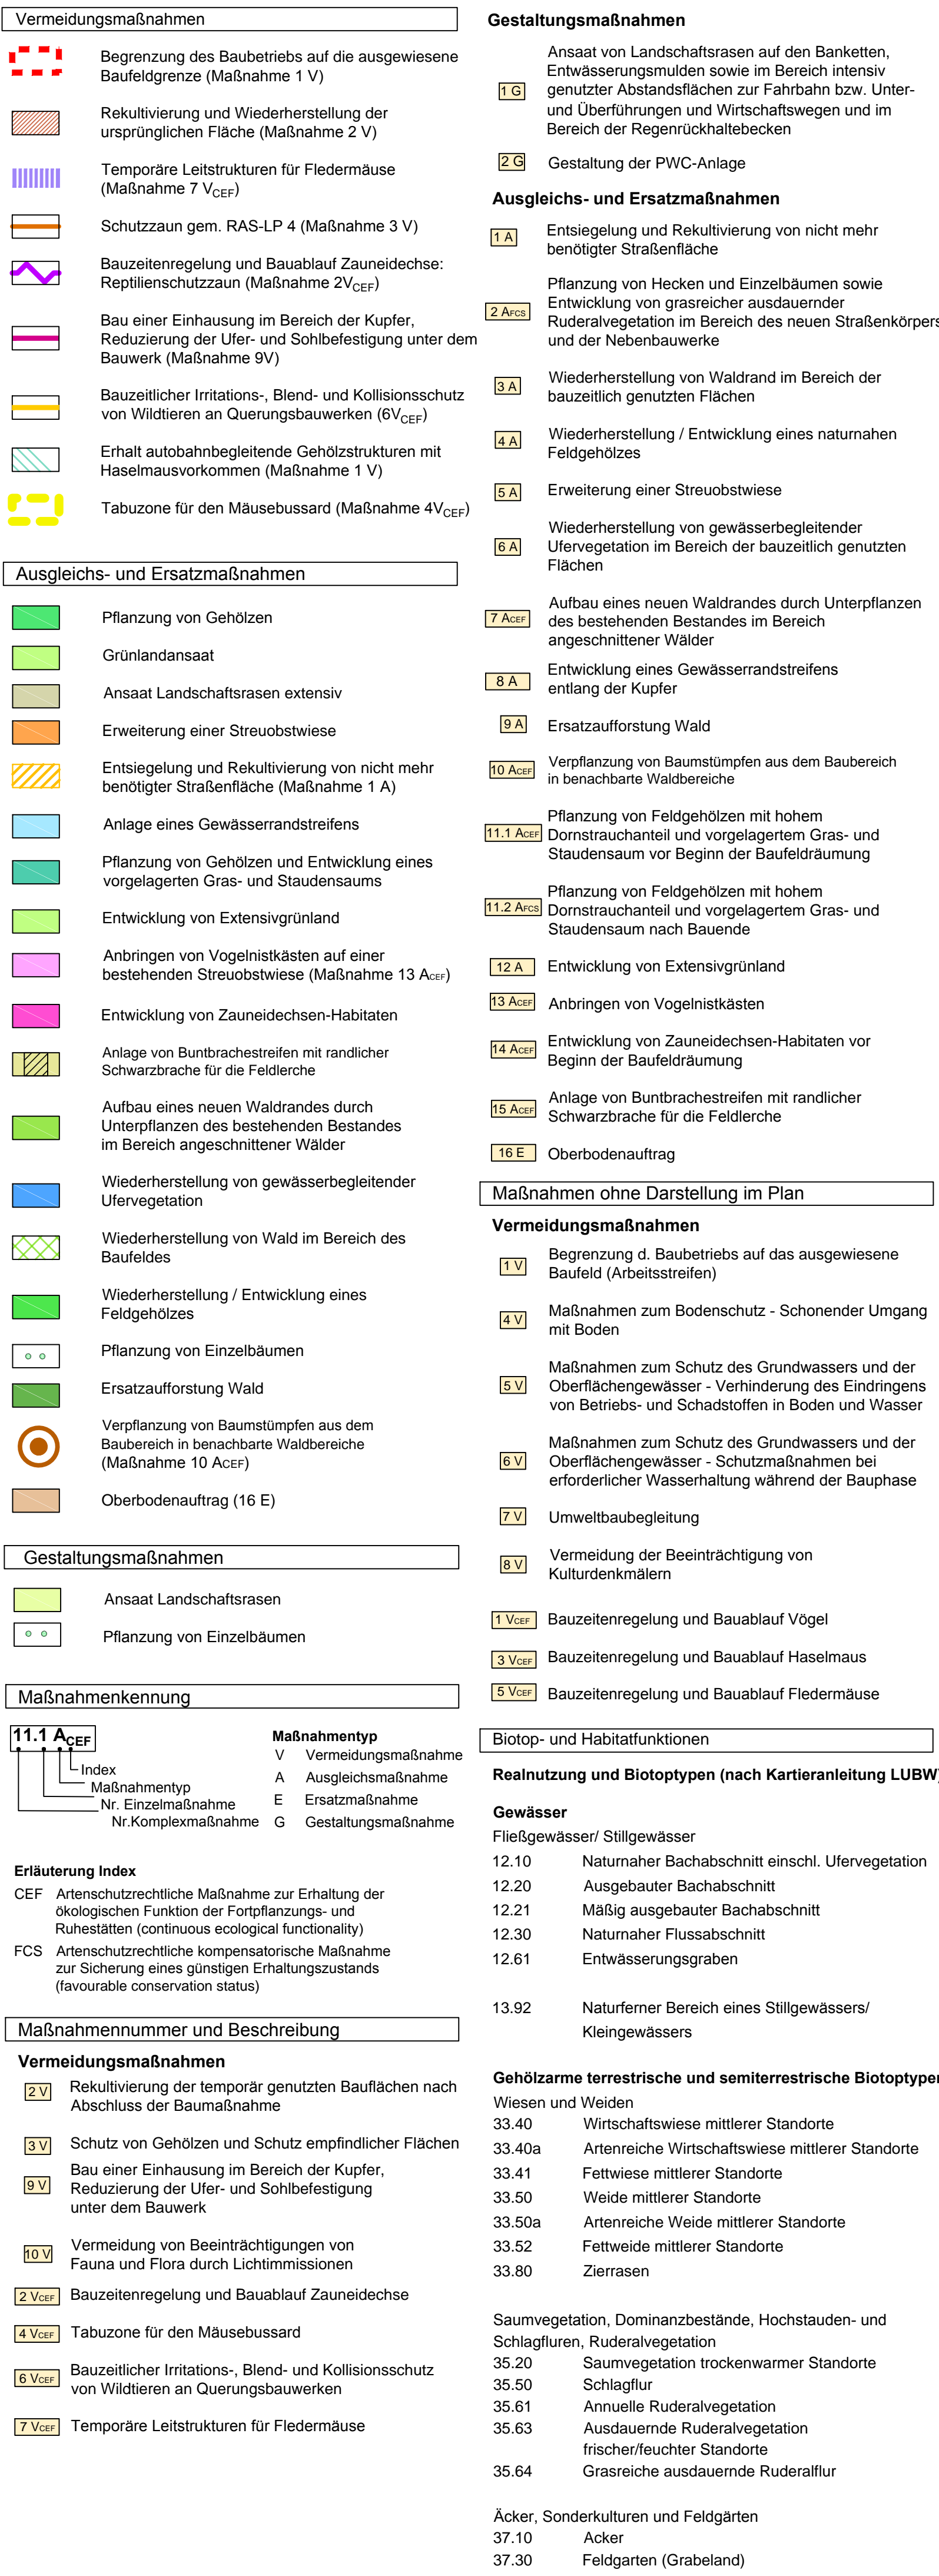 Vermeidungsmaßnahmen
Begrenzung des Baubetriebs auf die ausgewiesene
Baufeldgrenze (Maßnahme 1 V)
Rekultivierung und Wiederherstellung der
ursprünglichen Fläche (Maßnahme 2 V)
Temporäre Leitstrukturen für Fledermäuse
(Maßnahme 7 VCEF)
Schutzzaun gem. RAS-LP 4 (Maßnahme 3 V)
Bauzeitenregelung und Bauablauf Zauneidechse:
Reptilienschutzzaun (Maßnahme 2VCEF)
Bau einer Einhausung im Bereich der Kupfer,
Reduzierung der Ufer- und Sohlbefestigung unter dem
Bauwerk (Maßnahme 9V)
Bauzeitlicher Irritations-, Blend- und Kollisionsschutz
von Wildtieren an Querungsbauwerken (6VCEF)
Erhalt autobahnbegleitende Gehölzstrukturen mit
Haselmausvorkommen (Maßnahme 1 V)
Tabuzone für den Mäusebussard (Maßnahme 4VCEF)
Ausgleichs- und Ersatzmaßnahmen
Pflanzung von Gehölzen
Grünlandansaat
Ansaat Landschaftsrasen extensiv
Erweiterung einer Streuobstwiese
Entsiegelung und Rekultivierung von nicht mehr
benötigter Straßenfläche (Maßnahme 1 A)
Anlage eines Gewässerrandstreifens
Pflanzung von Gehölzen und Entwicklung eines
vorgelagerten Gras- und Staudensaums
Entwicklung von Extensivgrünland
Anbringen von Vogelnistkästen auf einer
bestehenden Streuobstwiese (Maßnahme 13 ACEF)
Entwicklung von Zauneidechsen-Habitaten
Anlage von Buntbrachestreifen mit randlicher
Schwarzbrache für die Feldlerche
Aufbau eines neuen Waldrandes durch
Unterpflanzen des bestehenden Bestandes
im Bereich angeschnittener Wälder
Wiederherstellung von gewässerbegleitender
Ufervegetation
Wiederherstellung von Wald im Bereich des
Baufeldes
Wiederherstellung / Entwicklung eines
Feldgehölzes
Pflanzung von Einzelbäumen
Ersatzaufforstung Wald
Verpflanzung von Baumstümpfen aus dem
Baubereich in benachbarte Waldbereiche
(Maßnahme 10 ACEF)
Oberbodenauftrag (16 E)
Gestaltungsmaßnahmen
Ansaat Landschaftsrasen
Pflanzung von Einzelbäumen
Maßnahmenkennung
11.1 ACEF
Index
Maßnahmentyp
Nr. Einzelmaßnahme
Nr.Komplexmaßnahme
Maßnahmentyp
V Vermeidungsmaßnahme
A Ausgleichsmaßnahme
E Ersatzmaßnahme
G Gestaltungsmaßnahme
Erläuterung Index
CEF Artenschutzrechtliche Maßnahme zur Erhaltung der
ökologischen Funktion der Fortpflanzungs- und
Ruhestätten (continuous ecological functionality)
FCS Artenschutzrechtliche kompensatorische Maßnahme
zur Sicherung eines günstigen Erhaltungszustands
(favourable conservation status)
Maßnahmennummer und Beschreibung
Vermeidungsmaßnahmen
2 V Rekultivierung der temporär genutzten Bauflächen nach
Abschluss der Baumaßnahme
3 V Schutz von Gehölzen und Schutz empfindlicher Flächen
9 V Bau einer Einhausung im Bereich der Kupfer,
Reduzierung der Ufer- und Sohlbefestigung
unter dem Bauwerk
10 V Vermeidung von Beeinträchtigungen von
Fauna und Flora durch Lichtimmissionen
2 VCEF Bauzeitenregelung und Bauablauf Zauneidechse
4 VCEF Tabuzone für den Mäusebussard
6 VCEF Bauzeitlicher Irritations-, Blend- und Kollisionsschutz
von Wildtieren an Querungsbauwerken
7 VCEF Temporäre Leitstrukturen für Fledermäuse
Gestaltungsmaßnahmen
1 G Ansaat von Landschaftsrasen auf den Banketten,
Entwässerungsmulden sowie im Bereich intensiv
genutzter Abstandsflächen zur Fahrbahn bzw. Unter-
und Überführungen und Wirtschaftswegen und im
Bereich der Regenrückhaltebecken
2 G Gestaltung der PWC-Anlage
Ausgleichs- und Ersatzmaßnahmen
1 A Entsiegelung und Rekultivierung von nicht mehr
benötigter Straßenfläche
2 AFCS Pflanzung von Hecken und Einzelbäumen sowie
Entwicklung von grasreicher ausdauernder
Ruderalvegetation im Bereich des neuen Straßenkörpers
und der Nebenbauwerke
3 A Wiederherstellung von Waldrand im Bereich der
bauzeitlich genutzten Flächen
4 A Wiederherstellung / Entwicklung eines naturnahen
Feldgehölzes
5 A Erweiterung einer Streuobstwiese
6 A Wiederherstellung von gewässerbegleitender
Ufervegetation im Bereich der bauzeitlich genutzten
Flächen
7 ACEF Aufbau eines neuen Waldrandes durch Unterpflanzen
des bestehenden Bestandes im Bereich
angeschnittener Wälder
8 A Entwicklung eines Gewässerrandstreifens
entlang der Kupfer
9 A Ersatzaufforstung Wald
10 ACEF Verpflanzung von Baumstümpfen aus dem Baubereich
in benachbarte Waldbereiche
11.1 ACEF Pflanzung von Feldgehölzen mit hohem
Dornstrauchanteil und vorgelagertem Gras- und
Staudensaum vor Beginn der Baufeldräumung
11.2 AFCS Pflanzung von Feldgehölzen mit hohem
Dornstrauchanteil und vorgelagertem Gras- und
Staudensaum nach Bauende
12 A Entwicklung von Extensivgrünland
13 ACEF Anbringen von Vogelnistkästen
14 ACEF Entwicklung von Zauneidechsen-Habitaten vor
Beginn der Baufeldräumung
15 ACEF Anlage von Buntbrachestreifen mit randlicher
Schwarzbrache für die Feldlerche
16 E Oberbodenauftrag
Maßnahmen ohne Darstellung im Plan
Vermeidungsmaßnahmen
1 V Begrenzung d. Baubetriebs auf das ausgewiesene
Baufeld (Arbeitsstreifen)
4 V Maßnahmen zum Bodenschutz - Schonender Umgang
mit Boden
5 V Maßnahmen zum Schutz des Grundwassers und der
Oberflächengewässer - Verhinderung des Eindringens
von Betriebs- und Schadstoffen in Boden und Wasser
6 V Maßnahmen zum Schutz des Grundwassers und der
Oberflächengewässer - Schutzmaßnahmen bei
erforderlicher Wasserhaltung während der Bauphase
7 V Umweltbaubegleitung
8 V Vermeidung der Beeinträchtigung von
Kulturdenkmälern
1 VCEF Bauzeitenregelung und Bauablauf Vögel
3 VCEF Bauzeitenregelung und Bauablauf Haselmaus
5 VCEF Bauzeitenregelung und Bauablauf Fledermäuse
Biotop- und Habitatfunktionen
Realnutzung und Biotoptypen (nach Kartieranleitung LUBW)
Gewässer
Fließgewässer/ Stillgewässer
12.10 Naturnaher Bachabschnitt einschl. Ufervegetation
12.20 Ausgebauter Bachabschnitt
12.21 Mäßig ausgebauter Bachabschnitt
12.30 Naturnaher Flussabschnitt
12.61 Entwässerungsgraben
13.92 Naturferner Bereich eines Stillgewässers/
Kleingewässers
Gehölzarme terrestrische und semiterrestrische Biotoptypen
Wiesen und Weiden
33.40 Wirtschaftswiese mittlerer Standorte
33.40a Artenreiche Wirtschaftswiese mittlerer Standorte
33.41 Fettwiese mittlerer Standorte
33.50 Weide mittlerer Standorte
33.50a Artenreiche Weide mittlerer Standorte
33.52 Fettweide mittlerer Standorte
33.80 Zierrasen
Saumvegetation, Dominanzbestände, Hochstauden- und
Schlagfluren, Ruderalvegetation
35.20 Saumvegetation trockenwarmer Standorte
35.50 Schlagflur
35.61 Annuelle Ruderalvegetation
35.63 Ausdauernde Ruderalvegetation
frischer/feuchter Standorte
35.64 Grasreiche ausdauernde Ruderalflur
Äcker, Sonderkulturen und Feldgärten
37.10 Acker
37.30 Feldgarten (Grabeland)